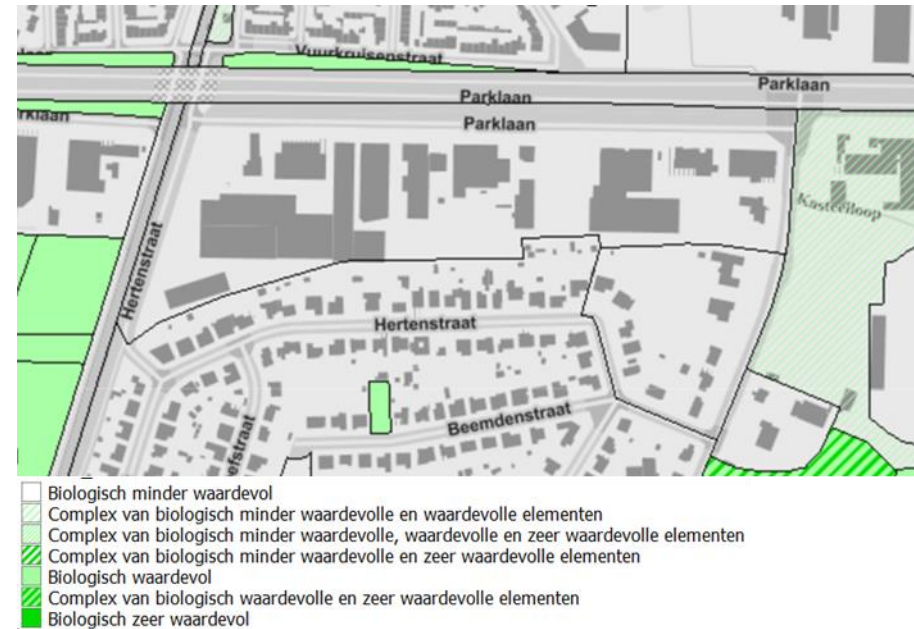 Vuurkruisenstraat
Parklaan
Parklaan
Parklaan
Kasteelloop
Hertenstraat
Hertenstraat
Beemdenstraat
Biologisch minder waardevol
Complex van biologisch minder waardevolle en waardevolle elementen
Complex van biologisch minder waardevolle, waardevolle en zeer waardevolle elementen
Complex van biologisch minder waardevolle en zeer waardevolle elementen
Biologisch waardevol
Complex van biologisch waardevolle en zeer waardevolle elementen
Biologisch zeer waardevol